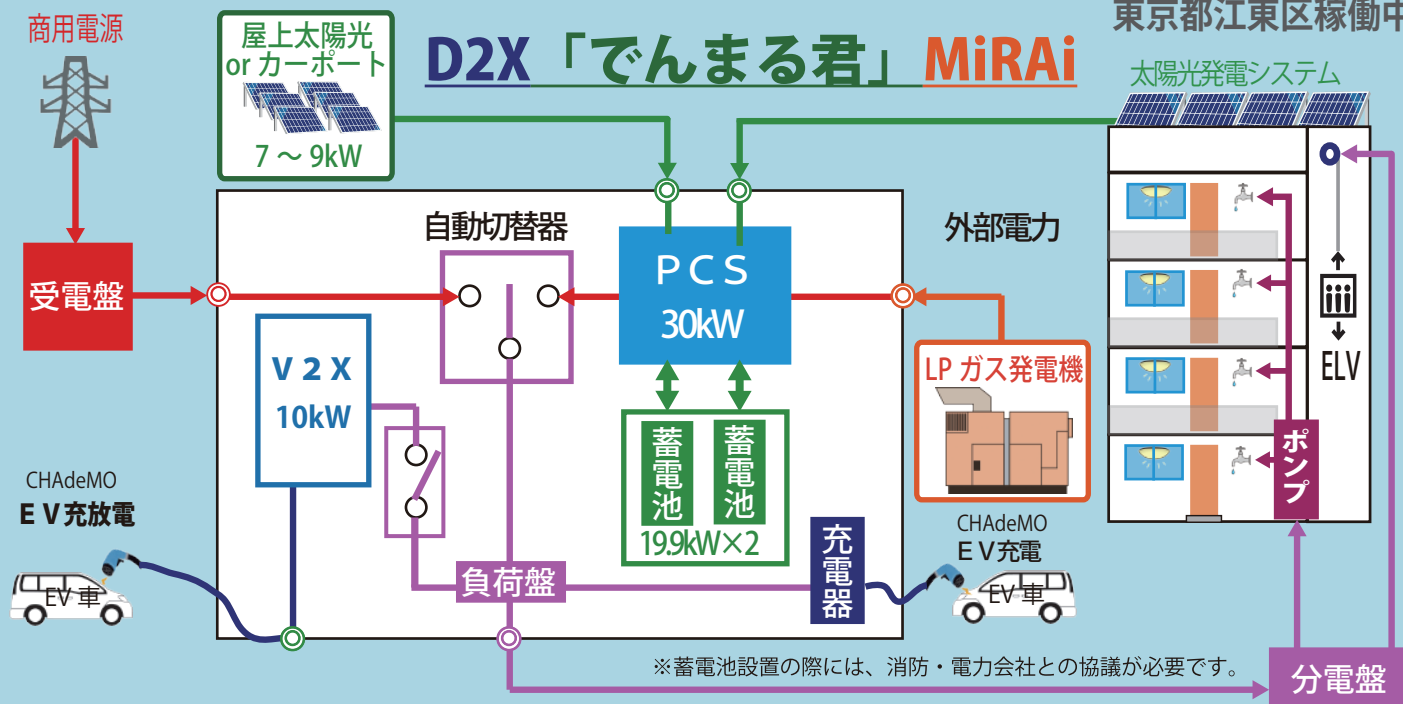 東京都江東区稼働中
商用電源
屋上太陽光
or カーポート
7 ～ 9kW
D2X 「でんまる君」 MiRAi
太陽光発電システム
自動切替器
外部電力
PCS
30kW
受電盤
V2X
10kW
LP ガス発電機
ELV
蓄電池
蓄電池
19.9kW×2
ポンプ
CHAdeMO
EV充放電
EV 車
負荷盤
充電器
CHAdeMO
EV充電
EV 車
※蓄電池設置の際には、消防・電力会社との協議が必要です。
分電盤